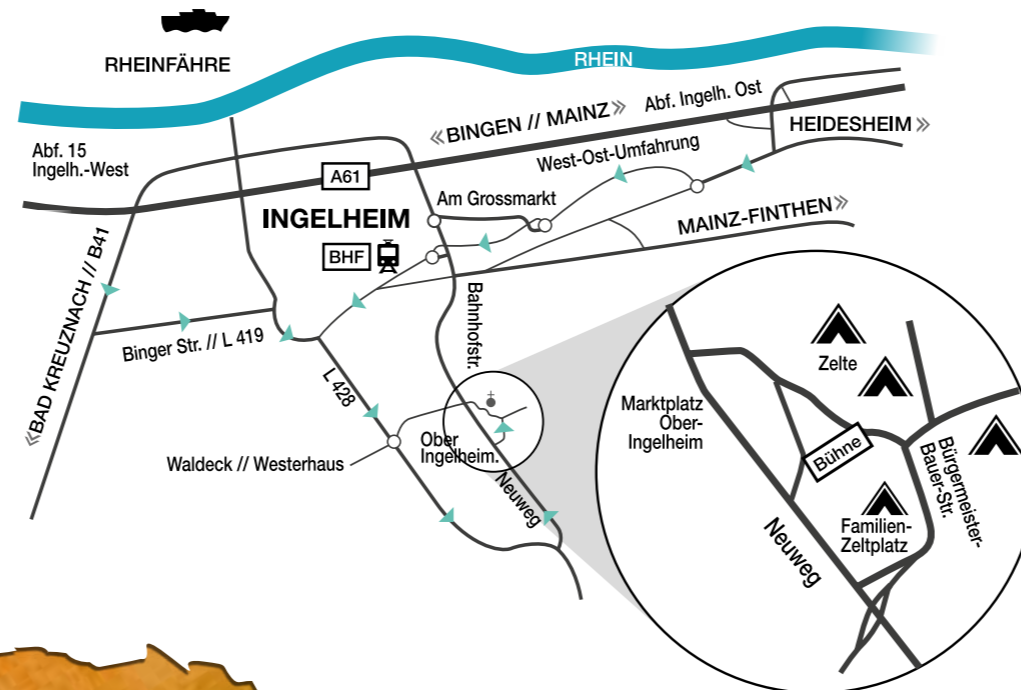 RHEINFÄHRE
RHEIN
Abf. 15
Ingelh.-West
«BINGEN // MAINZ»
Abf. Ingelh. Ost
HEIDESHEIM»
West-Ost-Umfahrung
A61
Am Grossmarkt
INGELHEIM
BHF
MAINZ-FINTHEN»
«BAD KREUZNACH // B41
Binger Str. // L 419
Bahnhofstr.
L 428
Waldeck // Westerhaus
Ober
Ingelheim.
Neuweg
Marktplatz
Ober-
Ingelheim
Zelte
Bühne
Bürgermeister-
Bauer-Str.
Familien-
Zeltplatz
Neuweg